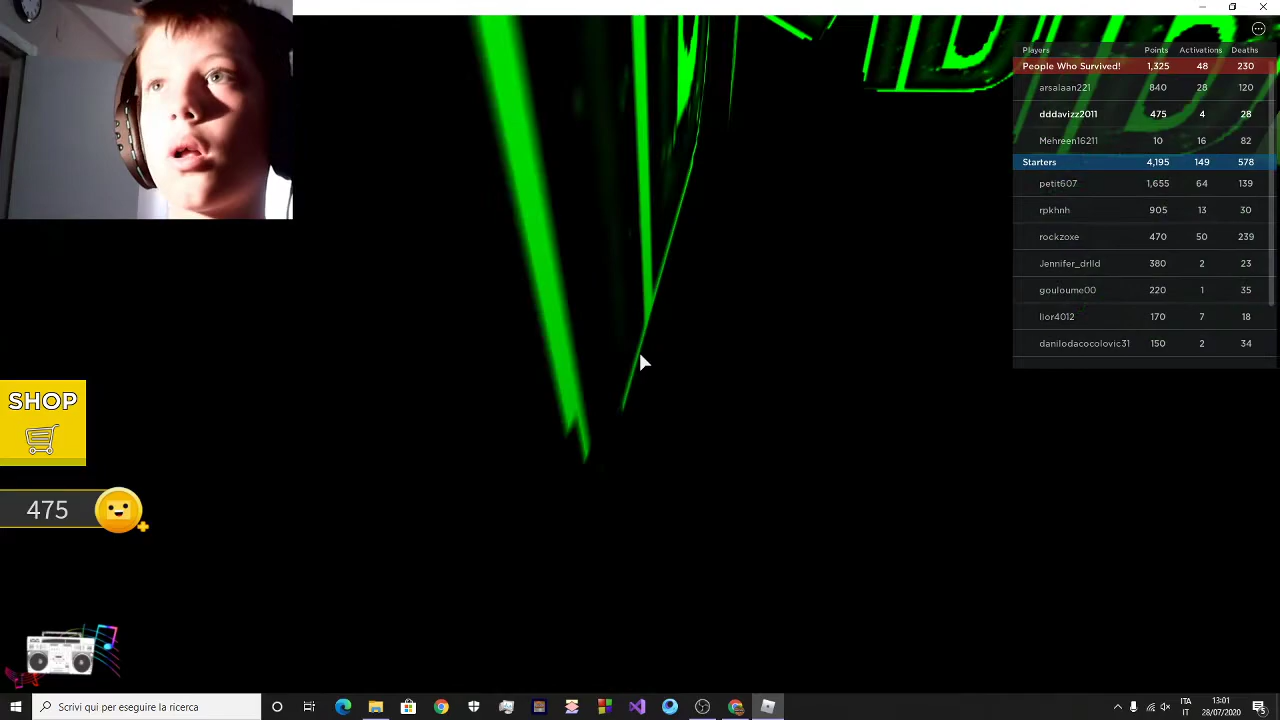 Players Points Activations Deaths
People Who Survived! 1,325 48 230
arsalaan221 840 28 120
dddavizz2011 475 4 28
Mehreen16211 10 16 82
Starters 4,195 149 578
petit607 1,655 64 139
rpkhnh 905 13 30
rockzoxe 470 50 239
Jennifer_drlld 380 2 23
gouloume00 220 1 35
lior4012 170 7 18
danilodacocolovic31 150 2 34
SHOP
475
Scrivi qui per eseguire la ricerca
ITA
IT
13:01
28/07/2020